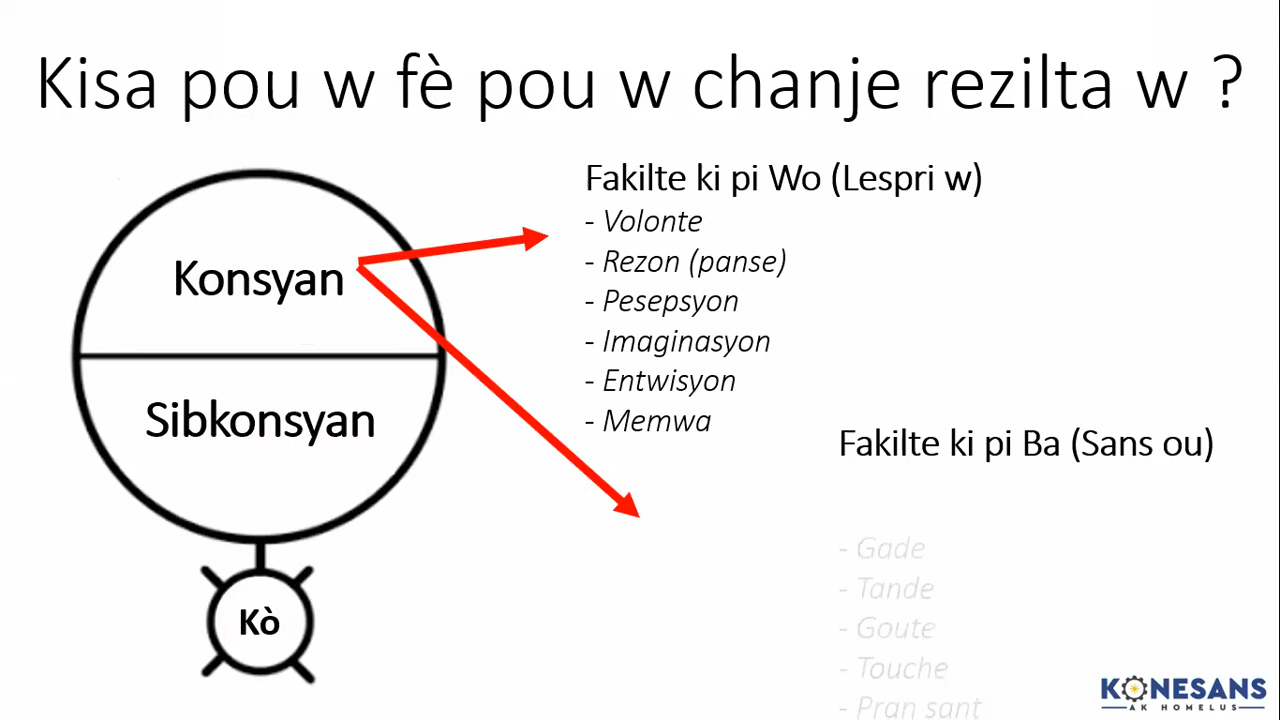 Kisa pou w fè pou w chanje rezilta w ?
Fakilte ki pi Wo (Lespri w)
- Volonte
- Rezon (panse)
- Pesepsyon
- Imaginasyon
- Entwisyon
- Memwa
Konsyan
Sibkonsyan
Kò
Fakilte ki pi Ba (Sans ou)
- Gade
- Tande
- Goute
- Touche
- Pran sant
KONESANS
AK HOMELUS